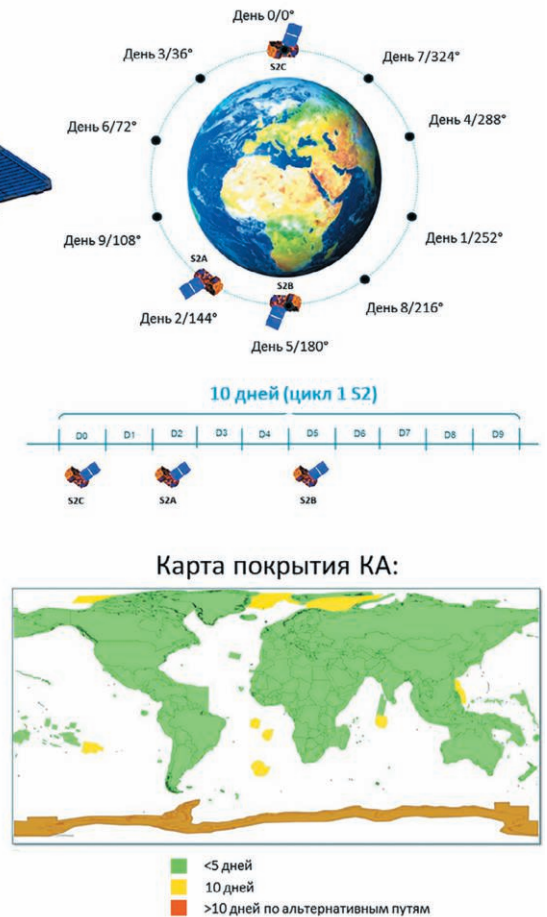 День 0/0°
S2C
День 3/36°
День 7/324°
День 6/72°
День 4/288°
День 9/108°
День 1/252°
S2A
S2B
День 2/144°
День 8/216°
День 5/180°
10 дней (цикл 1 S2)
D0 D1 D2 D3 D4 D5 D6 D7 D8 D9
S2C S2A S2B
Карта покрытия КА:
<5 дней
10 дней
>10 дней по альтернативным путям